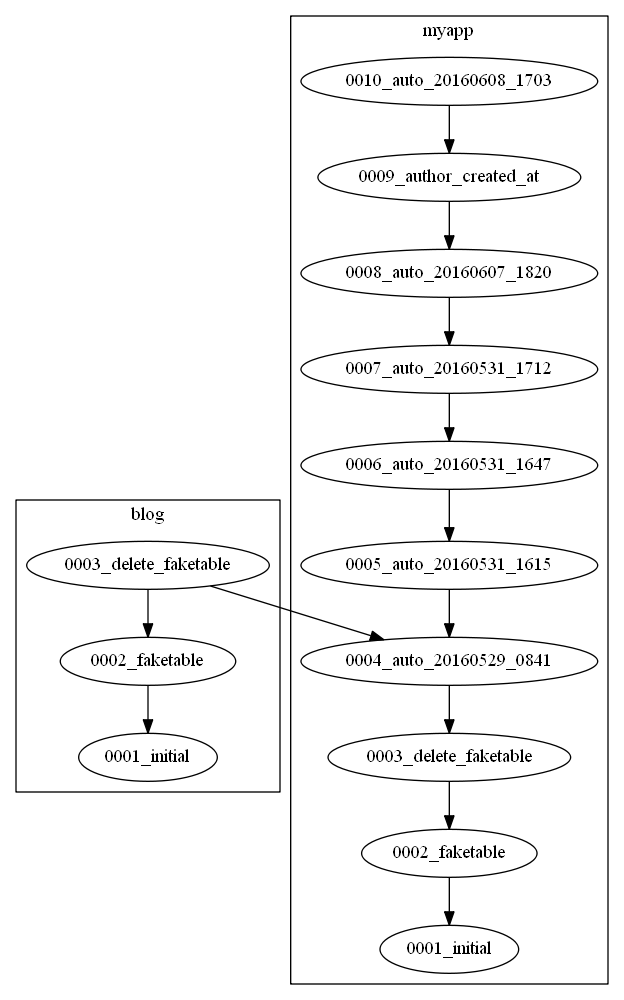 myapp
0010_auto_20160608_1703
0009_author_created_at
0008_auto_20160607_1820
0007_auto_20160531_1712
0006_auto_20160531_1647
0005_auto_20160531_1615
0004_auto_20160529_0841
0003_delete_faketable
0002_faketable
0001_initial
blog
0003_delete_faketable
0002_faketable
0001_initial